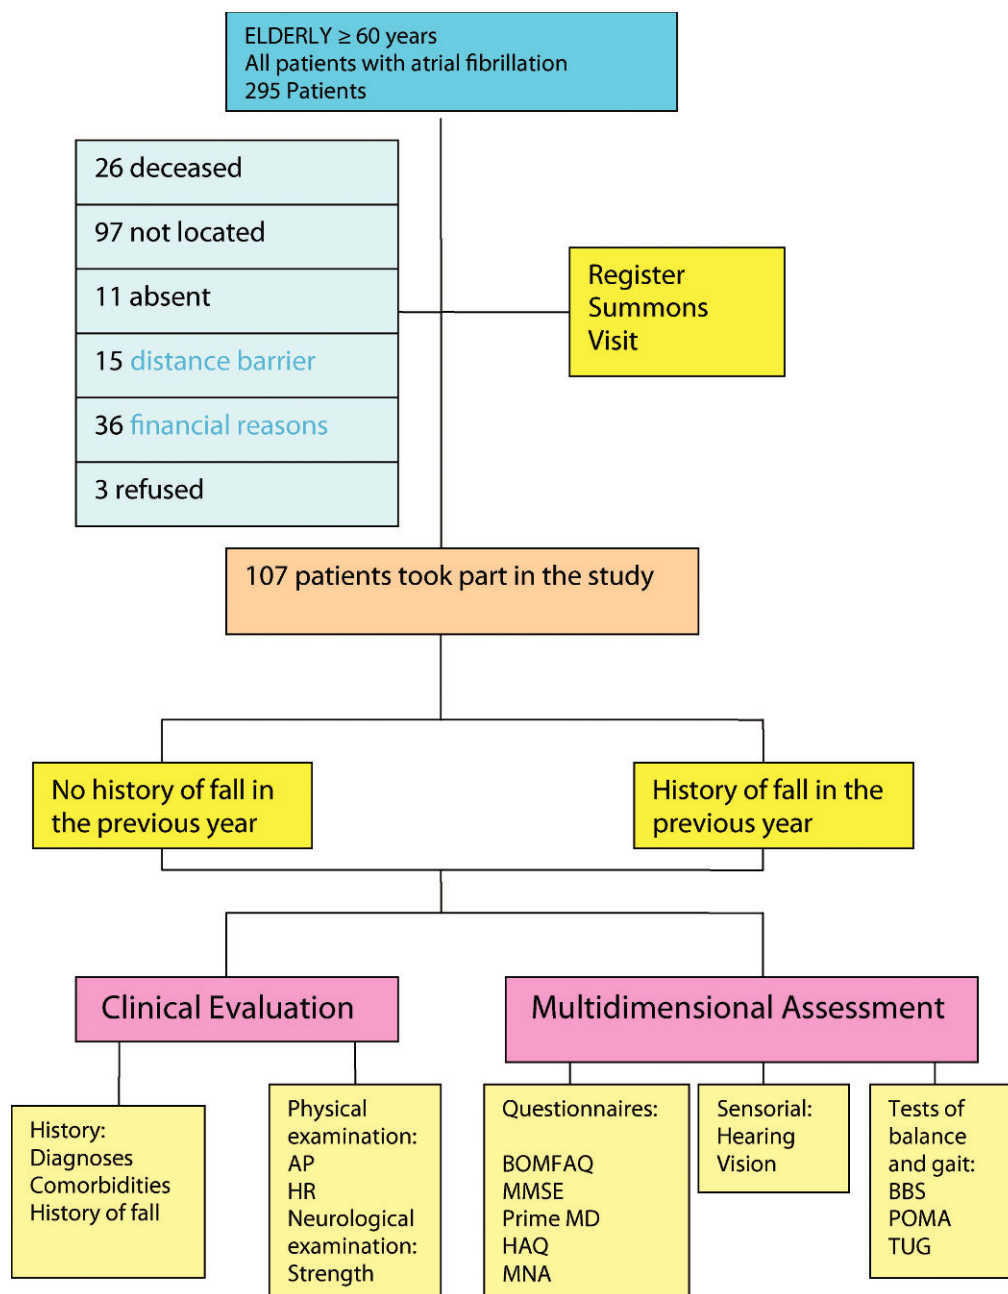 ELDERLY ≥ 60 years
All patients with atrial fibrillation
295 Patients
26 deceased
97 not located
11 absent
15 distance barrier
36 financial reasons
3 refused
Register
Summons
Visit
107 patients took part in the study
No history of fall in
the previous year
History of fall in the
previous year
Clinical Evaluation
Multidimensional Assessment
History:
Diagnoses
Comorbidities
History of fall
Physical
examination:
AP
HR
Neurological
examination:
Strength
Questionnaires:
BOMFAQ
MMSE
Prime MD
HAQ
MNA
Sensorial:
Hearing
Vision
Tests of
balance
and gait:
BBS
POMA
TUG